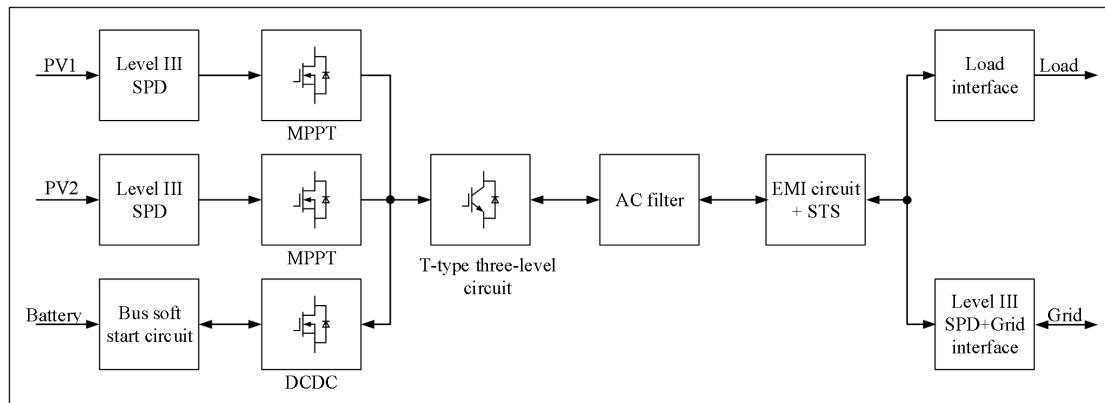 PV1
Level III
SPD
MPPT
PV2
Level III
SPD
MPPT
Battery
Bus soft
start circuit
DCDC
T-type three-level
circuit
AC filter
EMI circuit
+ STS
Load
interface
Load
Level III
SPD+Grid
interface
Grid